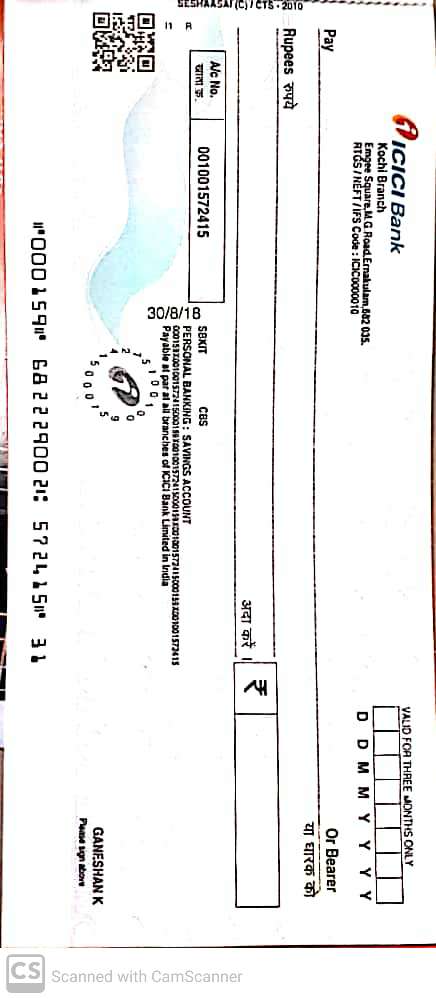 ICICI Bank
Kochi Branch
Emgee Square,M.G.Road,Ernakulam,682 035.
RTGS / NEFT / IFS Code : ICIC0000010
VALID FOR THREE MONTHS ONLY
D D M M Y Y Y Y
Pay
Or Bearer
या धारक को
Rupees रुपये
अदा करें ।
₹
A/c No.
खाता क्र.
001001572415
SBKIT CBS
PERSONAL BANKING : SAVINGS ACCOUNT
Payable at par at all branches of ICICI Bank Limited in India
30/8/18
I1 R
SESHAASAI (C) / CTS - 2010
GANESHAN K
Please sign above
⑈000159⑈ 682229002⑆ 572415⑈ 31
CS Scanned with CamScanner